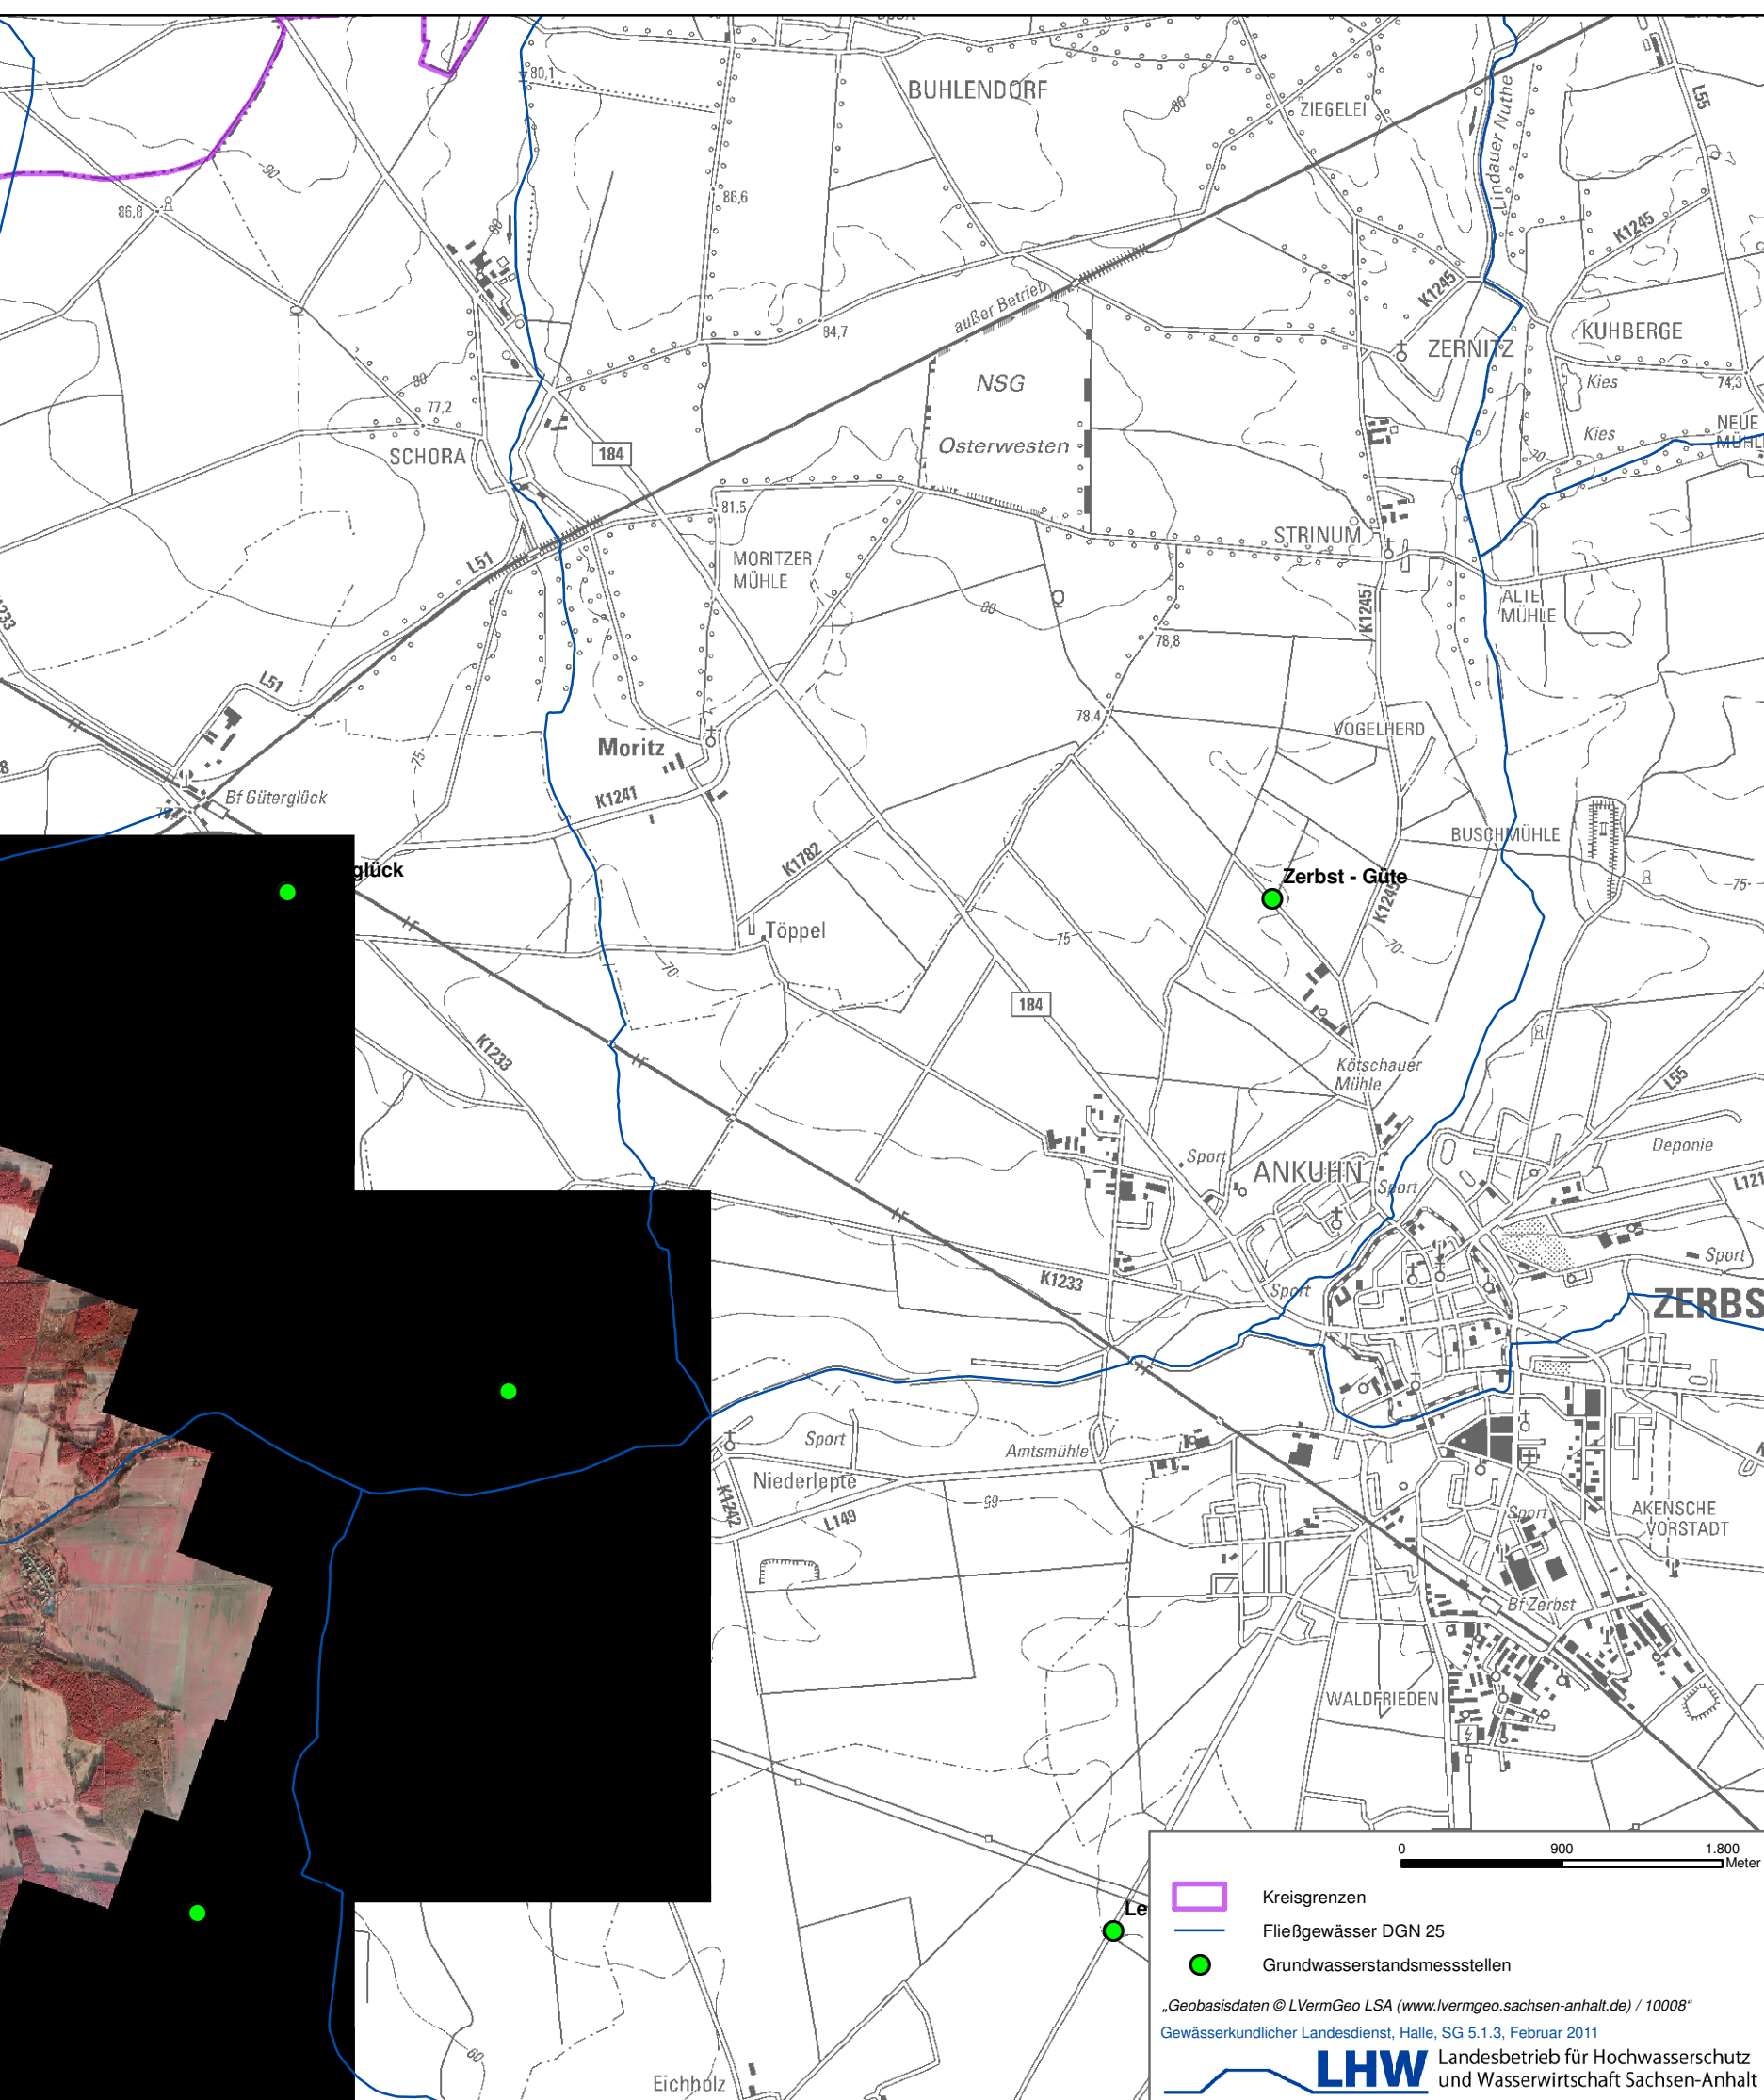 80,1
BUHLENDORF
80
ZIEGELEI
Lindauer Nuthe
L55
90
86,8
80
86,6
K1245
K1245
außer Betrieb
84,7
ZERNITZ
KUHBERGE
NSG
Kies
74,3
80
77,2
Osterwesten
Kies
NEUE
MÜHL
70
SCHORA
184
81,5
STRINUM
L51
MORITZER
MÜHLE
80
K1245
ALTE
MÜHLE
78,8
L51
78,4
VOGELHERD
75
Moritz
K1241
Bf Güterglück
BUSCHMÜHLE
K1782
glück
Zerbst - Güte
75
K1245
Töppel
75
70
70
184
K1233
Kötschauer
Mühle
L55
Deponie
Sport
ANKUHN
Sport
L121
K1233
Sport
Sport
ZERBS
Sport
Amtsmühle
Niederlepte
K1242
L149
65
Sport
AKENSCHE
VORSTADT
Bf Zerbst
WALDFRIEDEN
Le
60
Eichholz
0 900 1.800
Meter
Kreisgrenzen
Fließgewässer DGN 25
Grundwasserstandsmessstellen
„Geobasisdaten © LVermGeo LSA (www.lvermgeo.sachsen-anhalt.de) / 10008“
Gewässerkundlicher Landesdienst, Halle, SG 5.1.3, Februar 2011
LHW
Landesbetrieb für Hochwasserschutz
und Wasserwirtschaft Sachsen-Anhalt